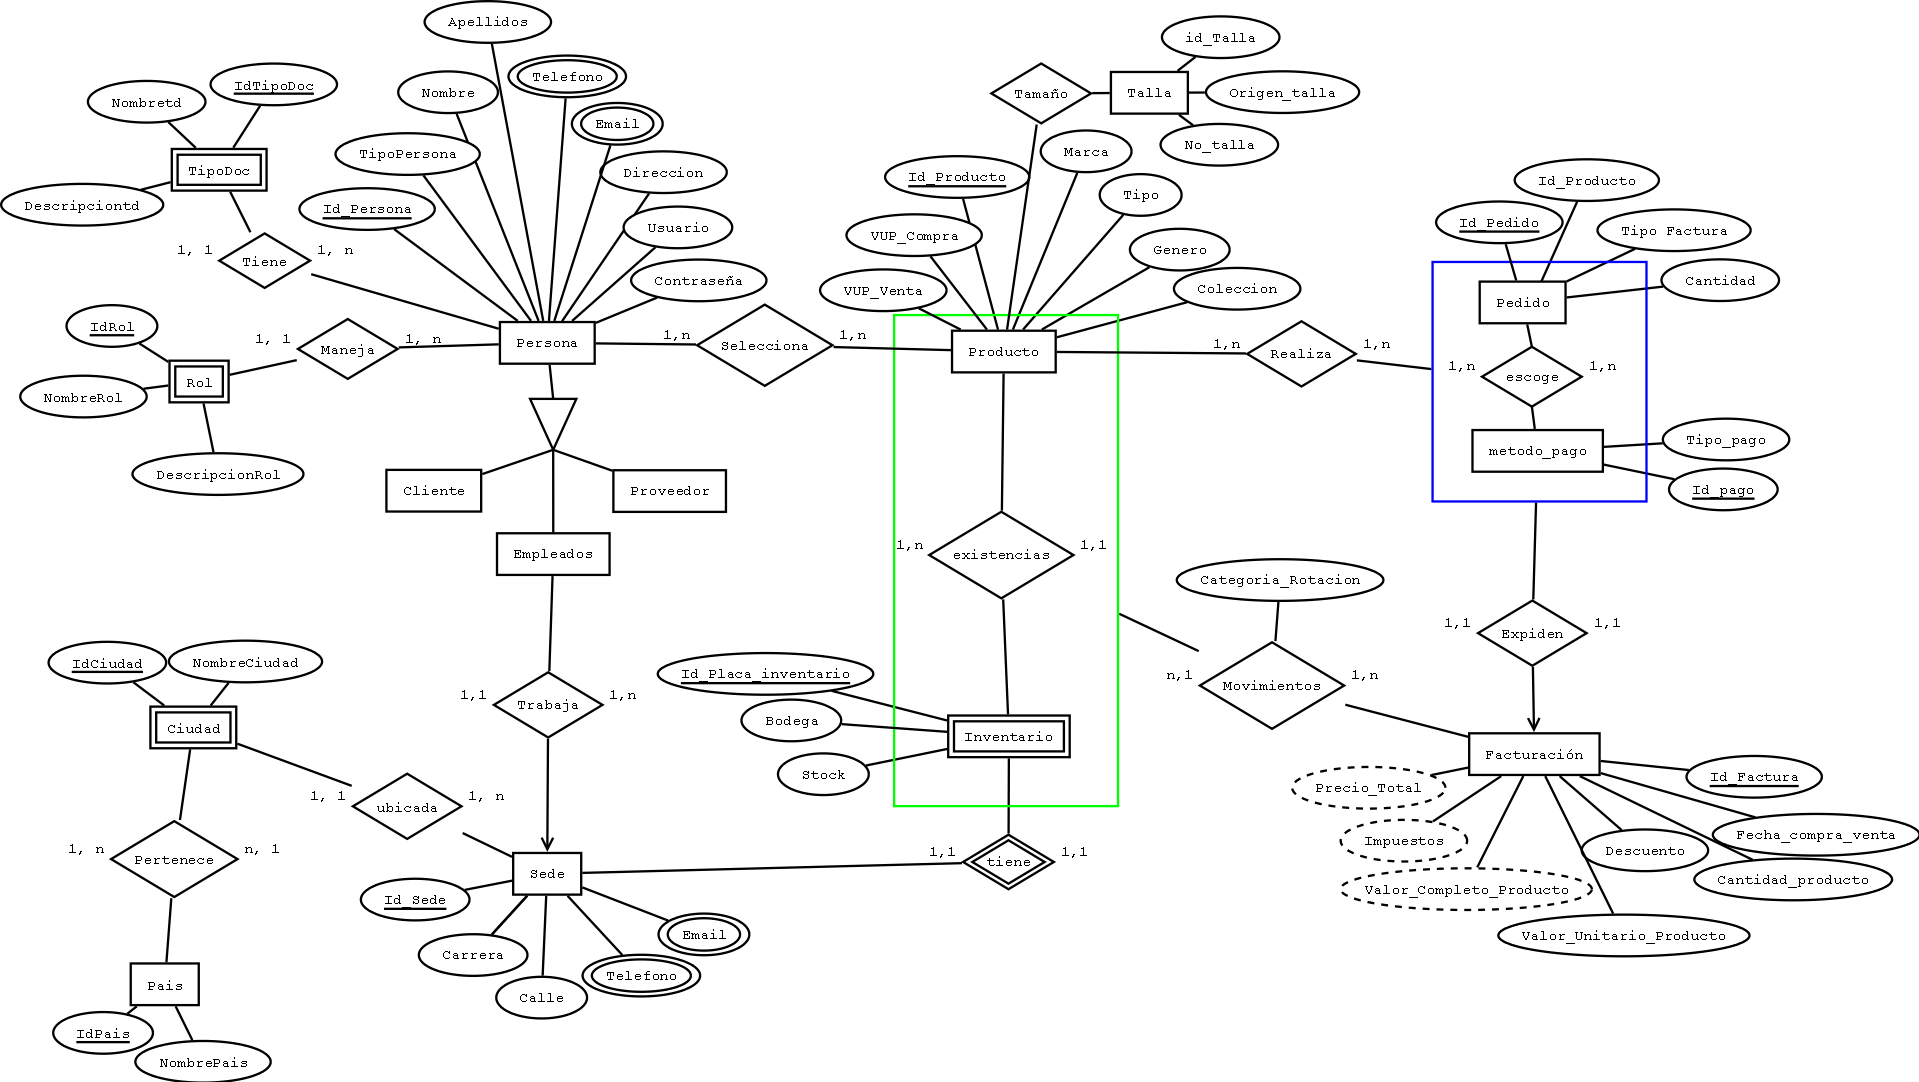 Apellidos
id_Talla
Telefono
IdTipoDoc
Nombre
Tamaño
Talla
Origen_talla
Nombretd
Email
No_talla
TipoPersona
Marca
TipoDoc
Direccion
Id_Producto
Id_Producto
Tipo
Descripciontd
Id_Persona
Usuario
Id_Pedido
VUP_Compra
Tipo Factura
1, 1
Tiene
1, n
Genero
Contraseña
Cantidad
VUP_Venta
Coleccion
Pedido
IdRol
1, 1
Maneja
1, n
Persona
1,n
Selecciona
1,n
Producto
1,n
Realiza
1,n
1,n
escoge
1,n
Rol
NombreRol
Tipo_pago
metodo_pago
DescripcionRol
Id_pago
Cliente
Proveedor
Empleados
1,n
existencias
1,1
Categoria_Rotacion
1,1
Expiden
1,1
IdCiudad
NombreCiudad
Id_Placa_inventario
n,1
Movimientos
1,n
1,1
Trabaja
1,n
Bodega
Ciudad
Inventario
Facturación
Stock
Id_Factura
Precio_Total
1, 1
ubicada
1, n
Impuestos
Fecha_compra_venta
1, n
Pertenece
n, 1
1,1
tiene
1,1
Descuento
Sede
Valor_Completo_Producto
Cantidad_producto
Id_Sede
Email
Valor_Unitario_Producto
Carrera
Telefono
Calle
Pais
IdPais
NombrePais